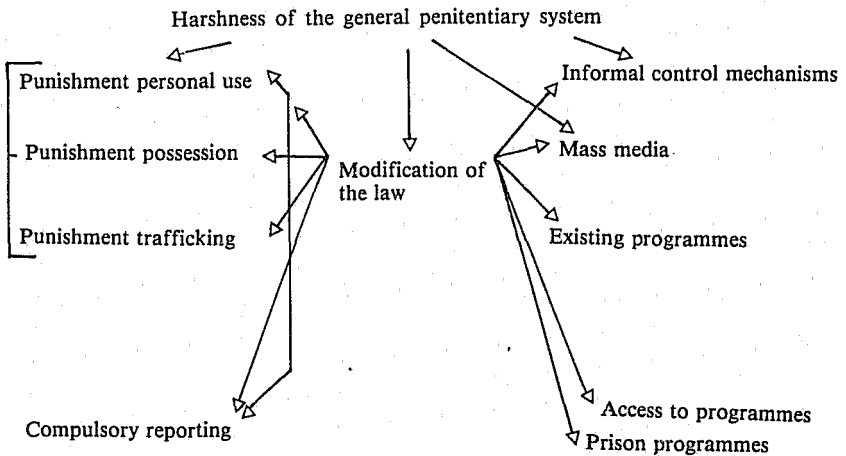 Harshness of the general penitentiary system
Punishment personal use
Informal control mechanisms
Punishment possession
Mass media
Modification of
the law
Punishment trafficking
Existing programmes
Compulsory reporting
Access to programmes
Prison programmes